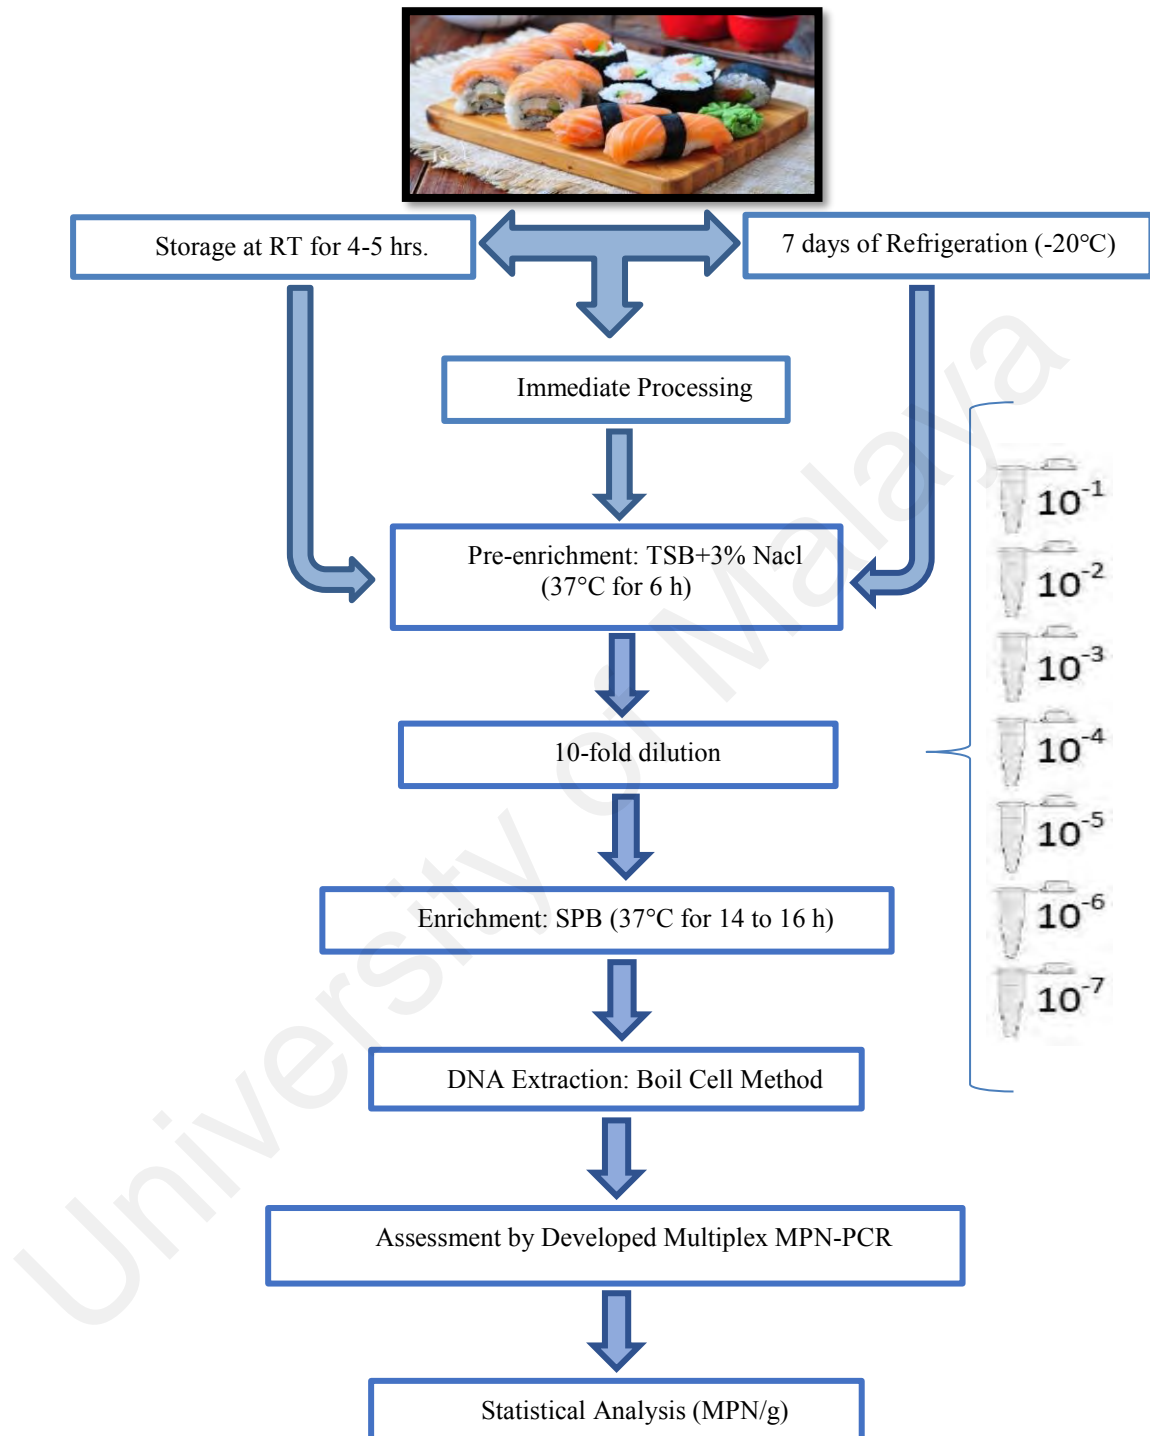 Storage at RT for 4-5 hrs.
7 days of Refrigeration (-20°C)
Immediate Processing
Pre-enrichment: TSB+3% Nacl
(37°C for 6 h)
10-fold dilution
Enrichment: SPB (37°C for 14 to 16 h)
DNA Extraction: Boil Cell Method
Assessment by Developed Multiplex MPN-PCR
Statistical Analysis (MPN/g)
10⁻¹
10⁻²
10⁻³
10⁻⁴
10⁻⁵
10⁻⁶
10⁻⁷
University of Malaya